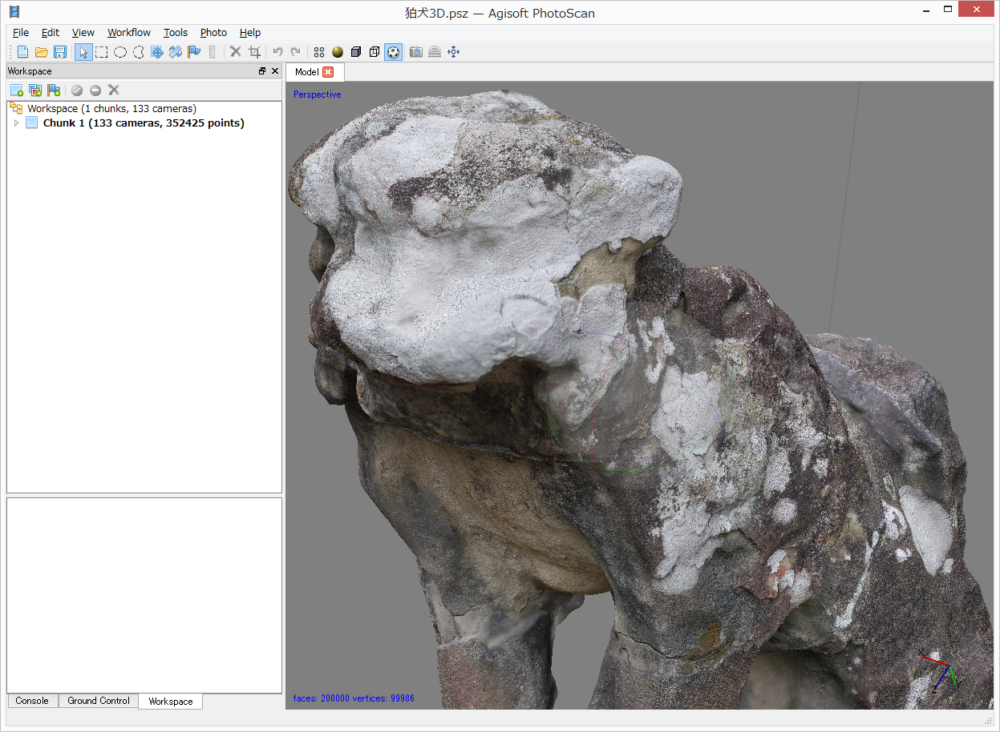 狛犬3D.psz — Agisoft PhotoScan
File Edit View Workflow Tools Photo Help
Workspace
Model
Perspective
Workspace (1 chunks, 133 cameras)
Chunk 1 (133 cameras, 352425 points)
faces: 200000 vertices: 99986
Console Ground Control Workspace